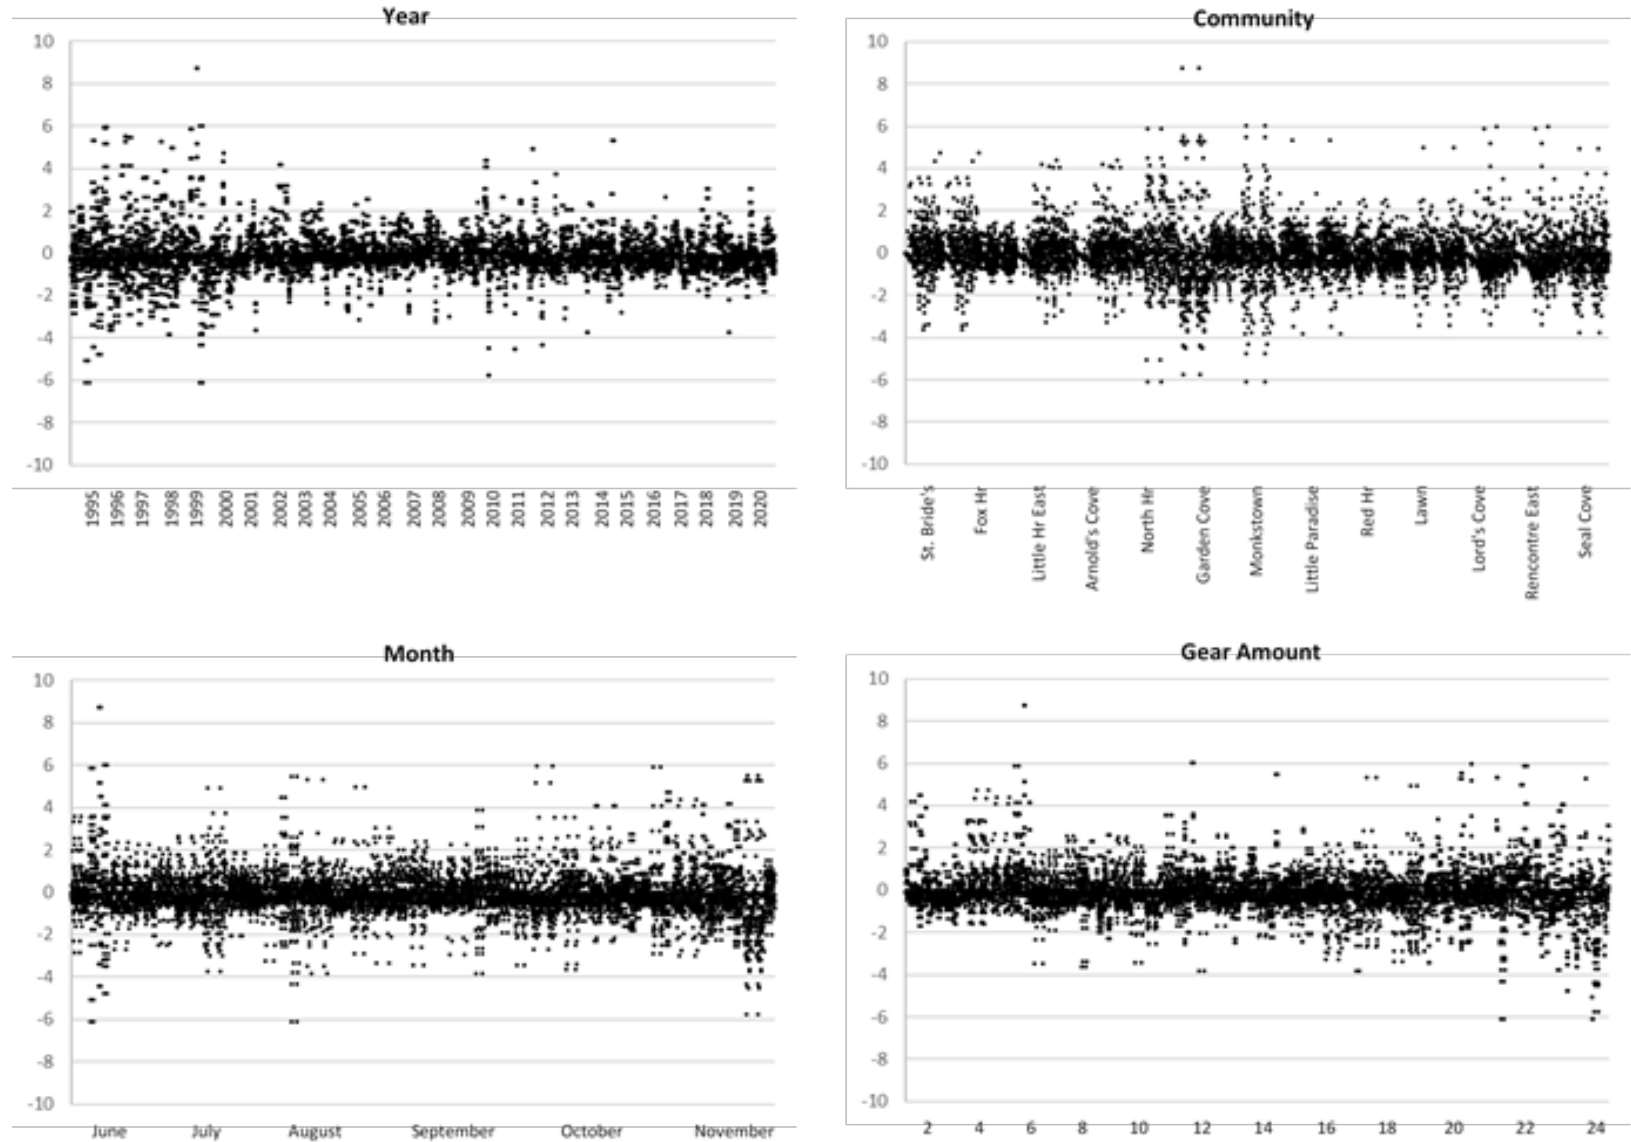 Year
10
8
6
4
2
0
-2
-4
-6
-8
-10
1995 1996 1997 1998 1999 2000 2001 2002 2003 2004 2005 2006 2007 2008 2009 2010 2011 2012 2013 2014 2015 2016 2017 2018 2019 2020
Community
10
8
6
4
2
0
-2
-4
-6
-8
-10
St. Bride's
Fox Hr
Little Hr East
Arnold's Cove
North Hr
Garden Cove
Monkstown
Little Paradise
Red Hr
Lawn
Lord's Cove
Rencontre East
Seal Cove
Month
10
8
6
4
2
0
-2
-4
-6
-8
-10
June July August September October November
Gear Amount
10
8
6
4
2
0
-2
-4
-6
-8
-10
2 4 6 8 10 12 14 16 18 20 22 24